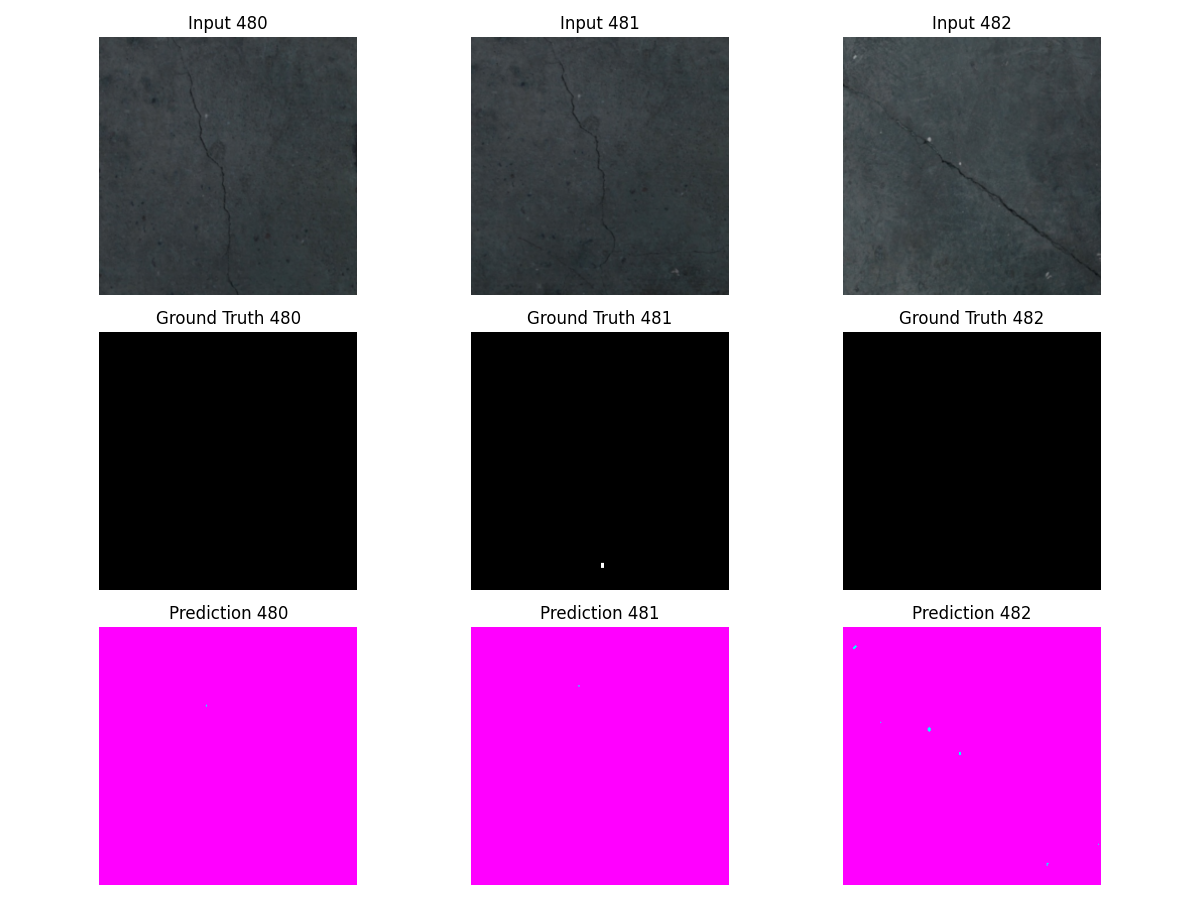 Input 480
Input 481
Input 482
Ground Truth 480
Ground Truth 481
Ground Truth 482
Prediction 480
Prediction 481
Prediction 482